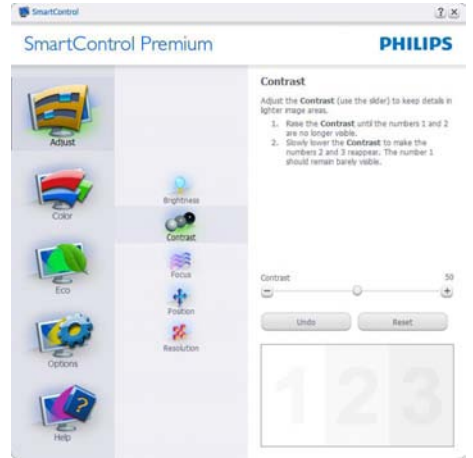 SmartControl
SmartControl Premium
PHILIPS
Adjust
Color
Eco
Options
Help
Brightness
Contrast
Focus
Position
Resolution
Contrast
Adjust the Contrast (use the slider) to keep details in
lighter image areas.
1. Raise the Contrast until the numbers 1 and 2
are no longer visible.
2. Slowly lower the Contrast to make the
numbers 2 and 3 reappear. The number 1
should remain barely visible.
Contrast 50
Undo Reset
1 2 3